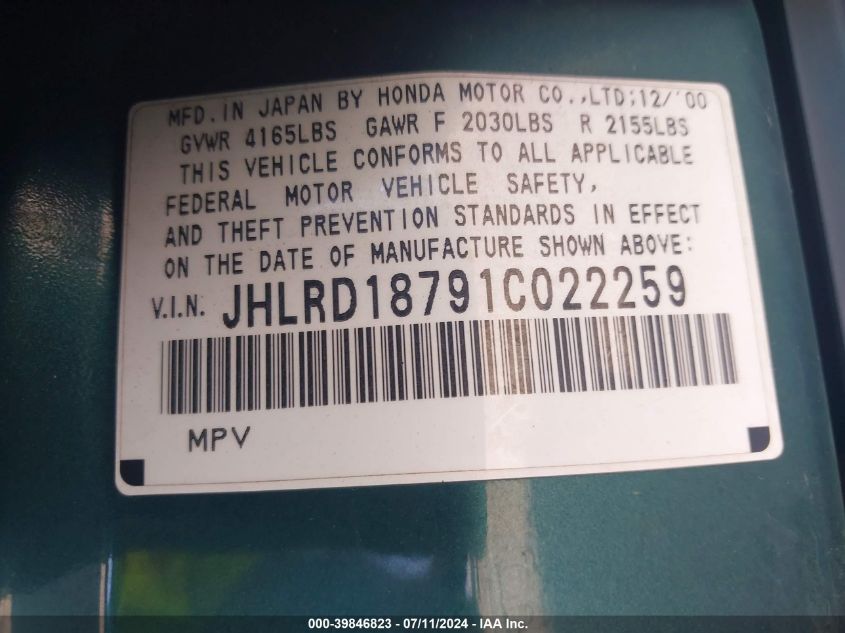 MFD. IN JAPAN BY HONDA MOTOR CO.,LTD;12/'00
GVWR 4165LBS GAWR F 2030LBS R 2155LBS
THIS VEHICLE CONFORMS TO ALL APPLICABLE
FEDERAL MOTOR VEHICLE SAFETY,
AND THEFT PREVENTION STANDARDS IN EFFECT
ON THE DATE OF MANUFACTURE SHOWN ABOVE:
V.I.N. JHLRD18791C022259
MPV
000-39846823 - 07/11/2024 - IAA Inc.